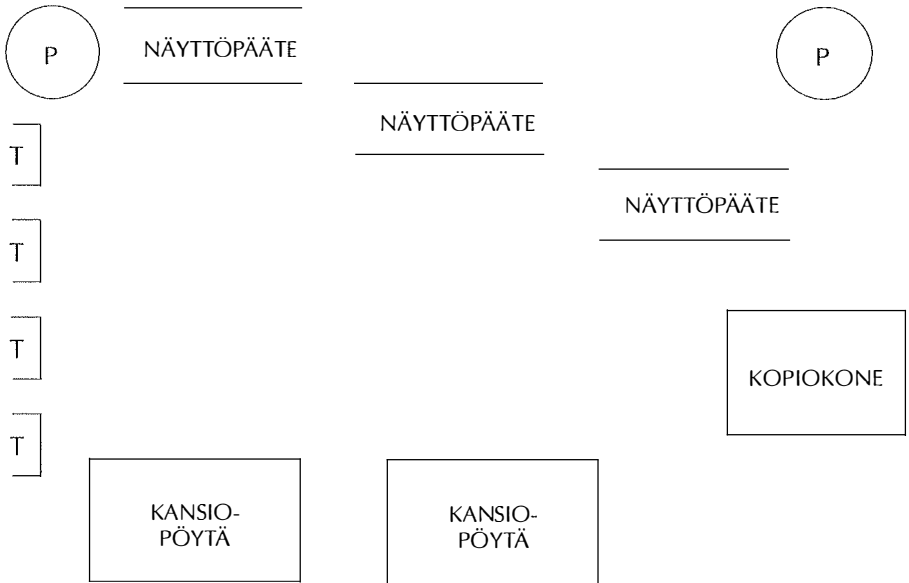 P
NÄYTTÖPÄÄTE
P
NÄYTTÖPÄÄTE
T
NÄYTTÖPÄÄTE
T
T
KOPIOKONE
T
KANSIO-
PÖYTÄ
KANSIO-
PÖYTÄ